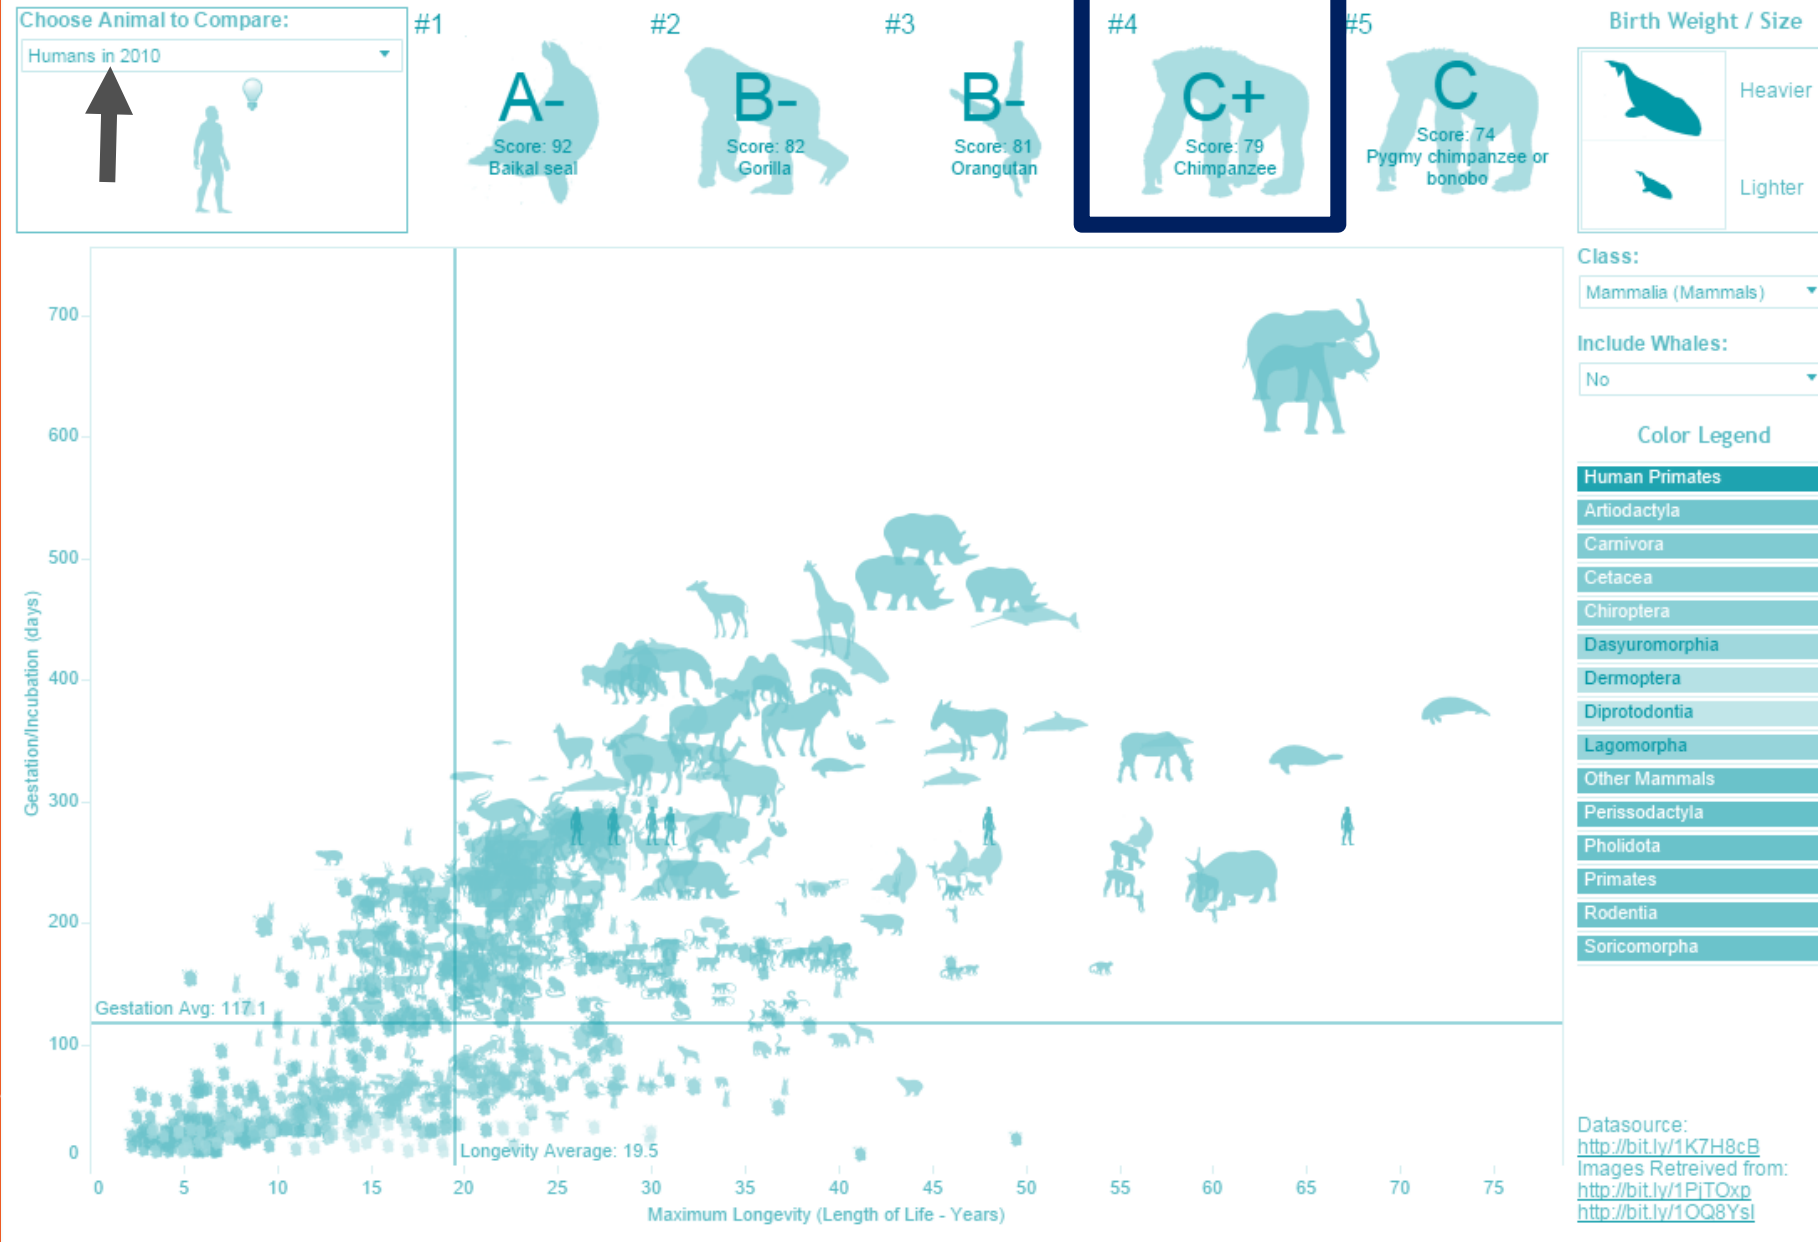 Choose Animal to Compare:
Humans in 2010
#1
A-
Score: 92
Baikal seal
#2
B-
Score: 82
Gorilla
#3
B-
Score: 81
Orangutan
#4
C+
Score: 79
Chimpanzee
#5
C
Score: 74
Pygmy chimpanzee or
bonobo
Birth Weight / Size
Heavier
Lighter
Class:
Mammalia (Mammals)
Include Whales:
No
Color Legend
Human Primates
Artiodactyla
Carnivora
Cetacea
Chiroptera
Dasyuromorphia
Dermoptera
Diprotodontia
Lagomorpha
Other Mammals
Perissodactyla
Pholidota
Primates
Rodentia
Soricomorpha
Datasource:
http://bit.ly/1K7H8cB
Images Retreived from:
http://bit.ly/1PjTOxp
http://bit.ly/1OQ8YsI
Gestation/Incubation (days)
700
600
500
400
300
200
100
0
Gestation Avg: 117.1
Longevity Average: 19.5
0 5 10 15 20 25 30 35 40 45 50 55 60 65 70 75
Maximum Longevity (Length of Life - Years)